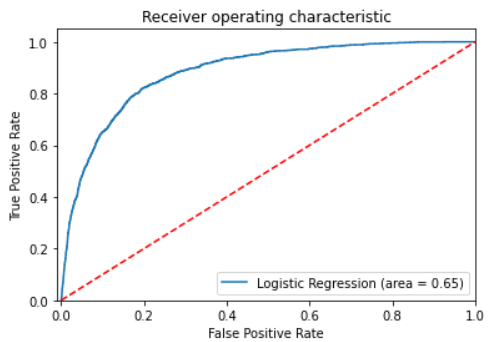 Receiver operating characteristic
1.0
0.8
0.6
0.4
0.2
0.0
True Positive Rate
Logistic Regression (area = 0.65)
0.0 0.2 0.4 0.6 0.8 1.0
False Positive Rate